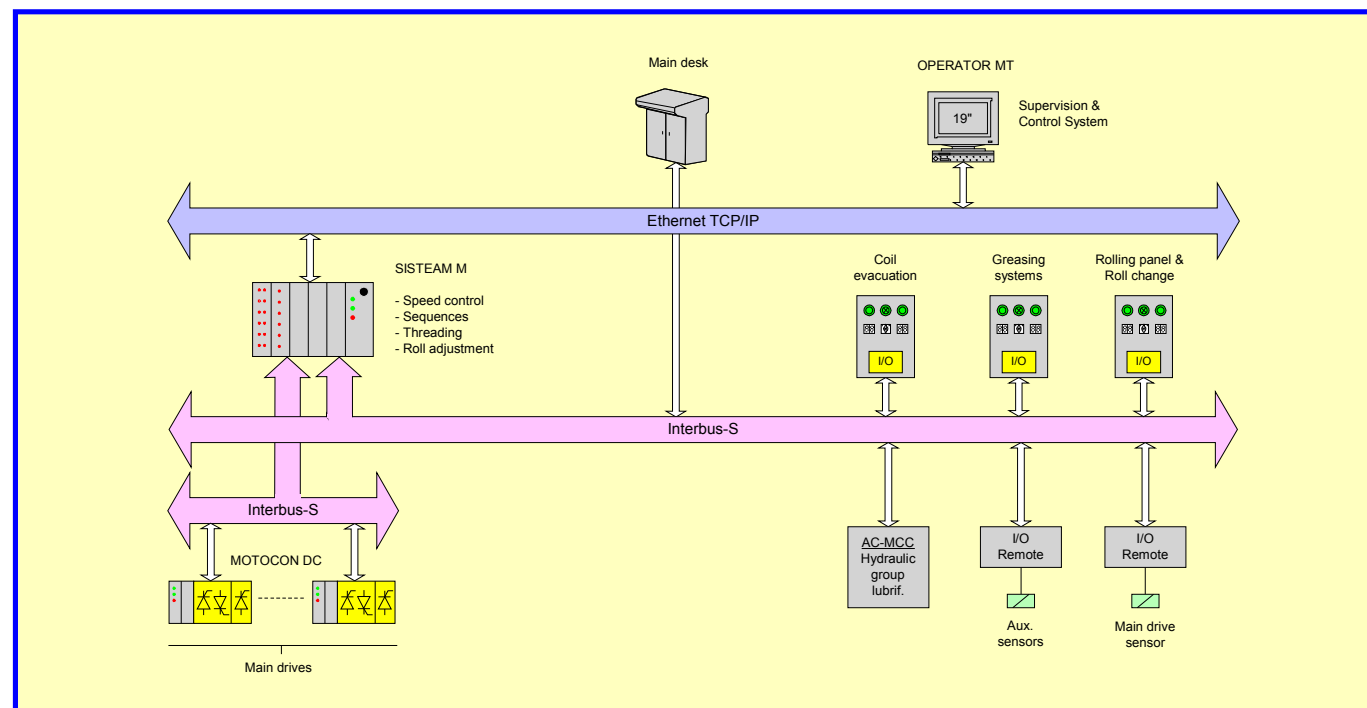 Main desk
OPERATOR MT
19"
Supervision &
Control System
Ethernet TCP/IP
SISTEAM M
- Speed control
- Sequences
- Threading
- Roll adjustment
Coil
evacuation
I/O
Greasing
systems
I/O
Rolling panel &
Roll change
I/O
Interbus-S
Interbus-S
MOTOCON DC
Main drives
AC-MCC
Hydraulic
group
lubrif.
I/O
Remote
Aux.
sensors
I/O
Remote
Main drive
sensor